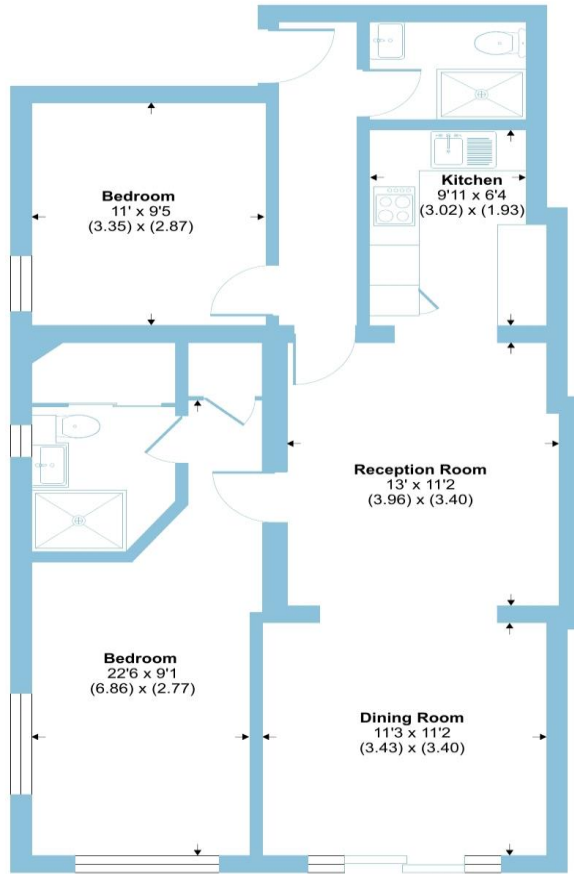 Bedroom
11' x 9'5
(3.35) x (2.87)
Kitchen
9'11 x 6'4
(3.02) x (1.93)
Reception Room
13' x 11'2
(3.96) x (3.40)
Bedroom
22'6 x 9'1
(6.86) x (2.77)
Dining Room
11'3 x 11'2
(3.43) x (3.40)